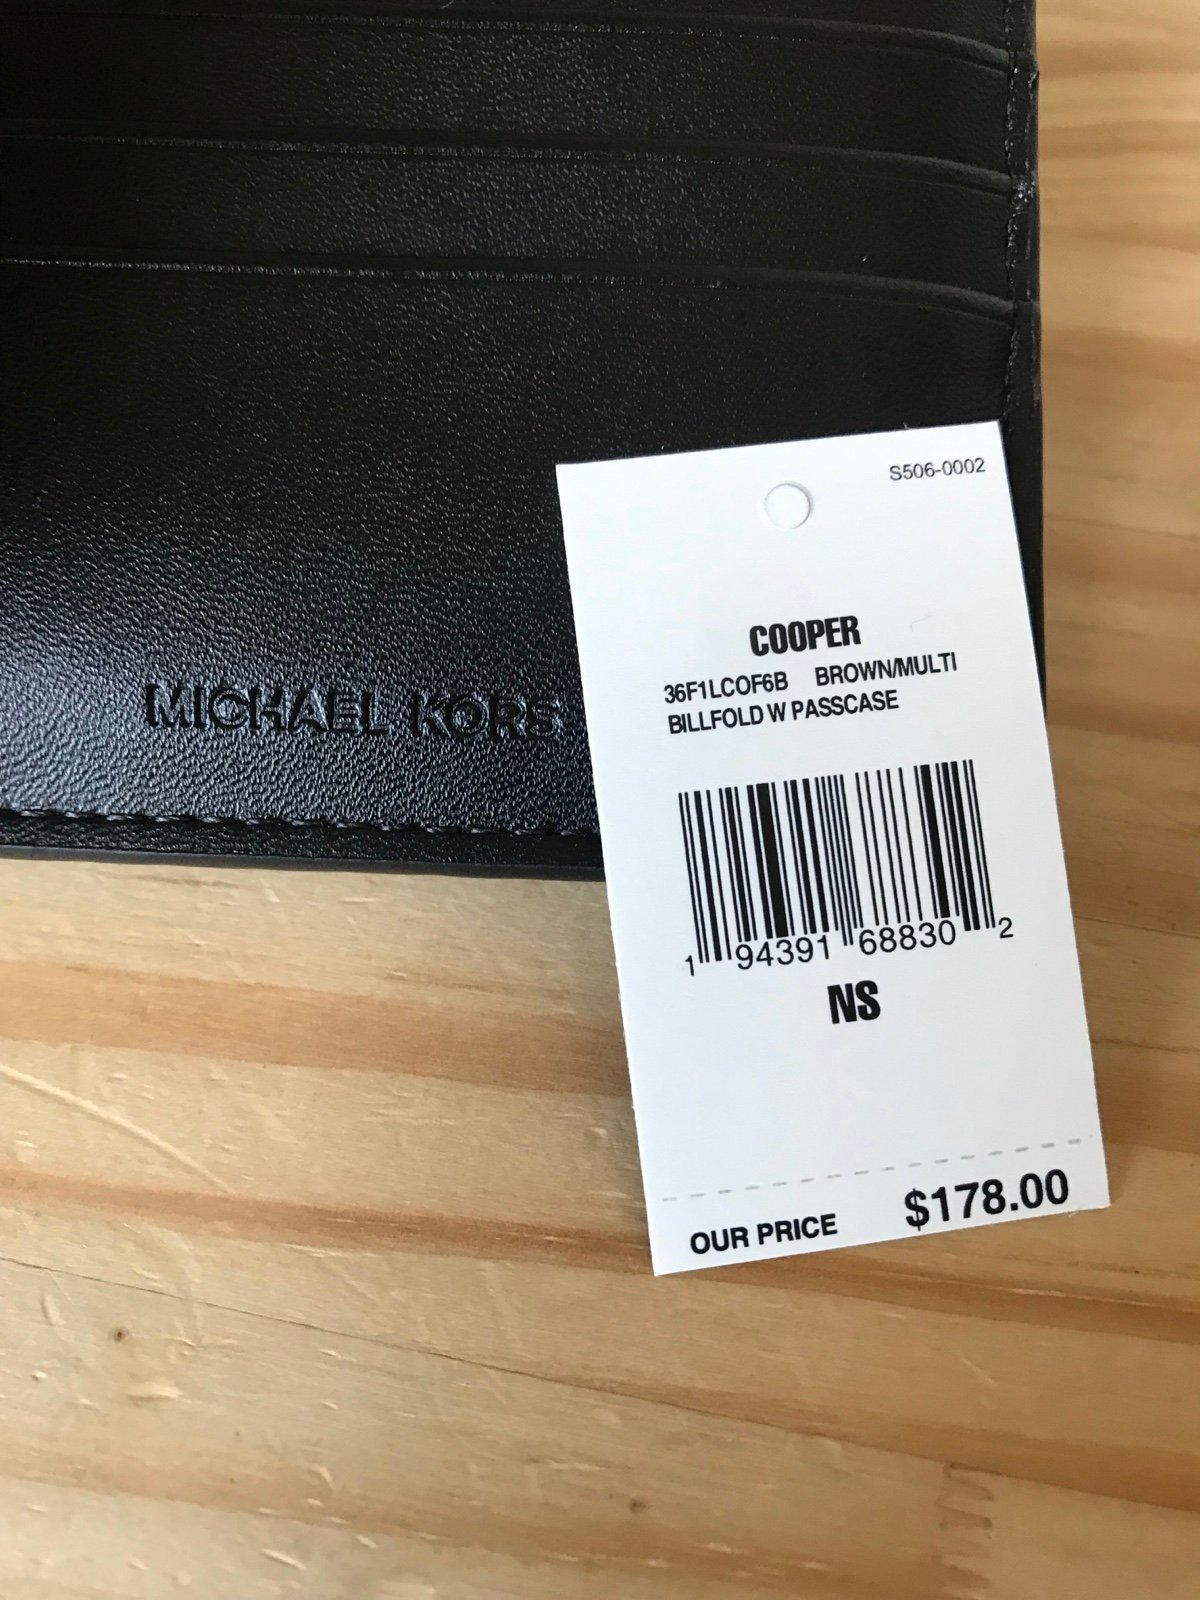 S506-0002
COOPER
36F1LCOF6B BROWN/MULTI
BILLFOLD W PASSCASE
MICHAEL KORS
1 94391 68830 2
NS
OUR PRICE $178.00